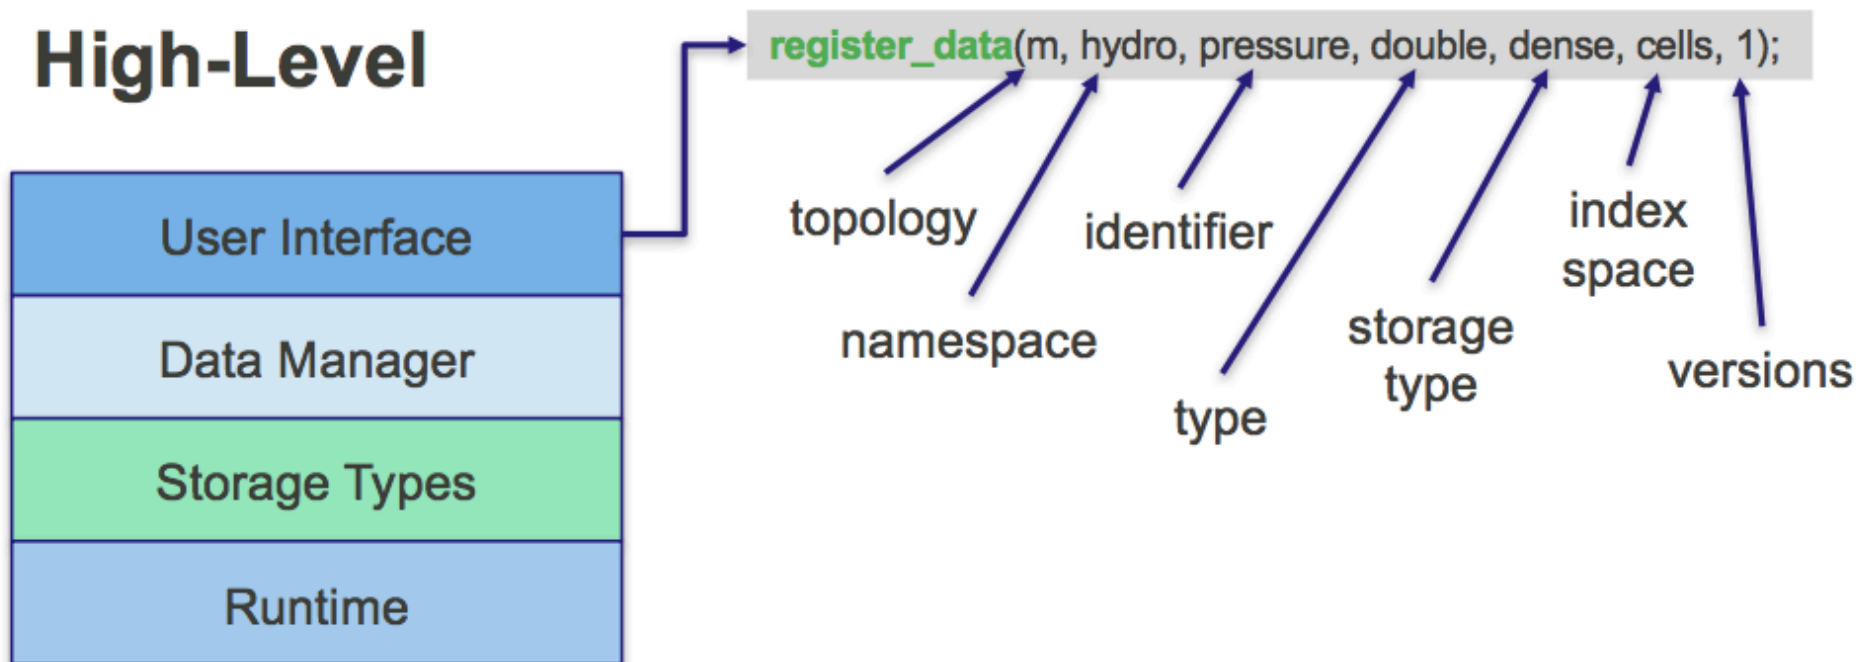 High-Level
register_data(m, hydro, pressure, double, dense, cells, 1);
topology
identifier
index
space
namespace
storage
type
versions
type
User Interface
Data Manager
Storage Types
Runtime